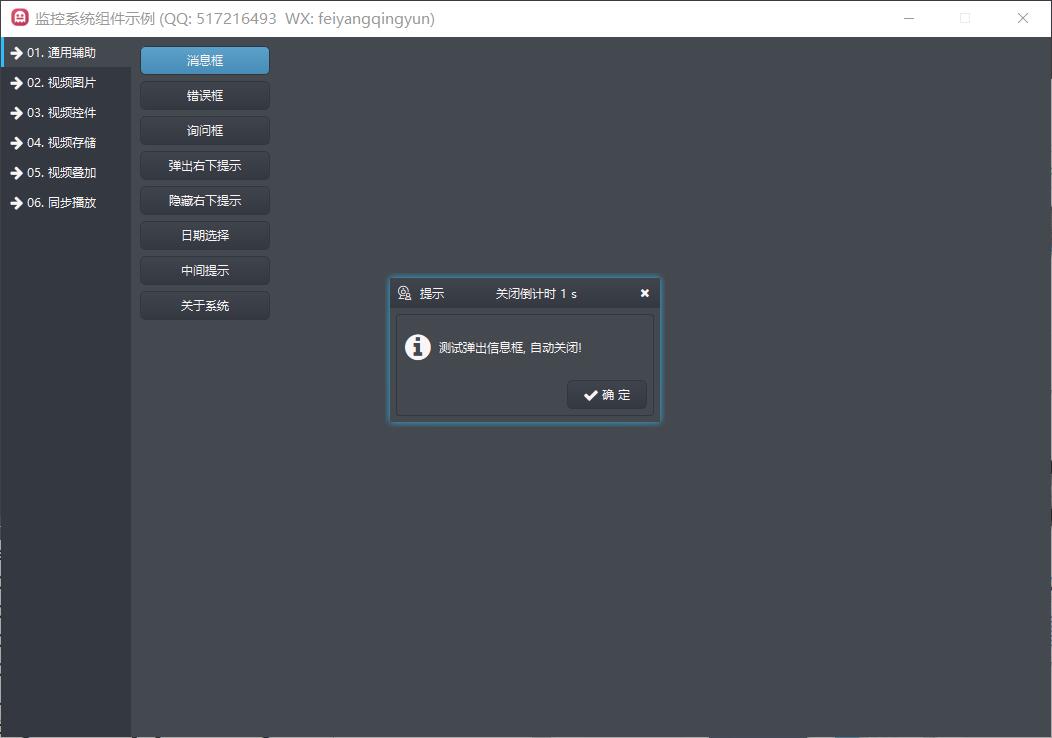 监控系统组件示例 (QQ: 517216493  WX: feiyangqingyun)
01. 通用辅助
02. 视频图片
03. 视频控件
04. 视频存储
05. 视频叠加
06. 同步播放
消息框
错误框
询问框
弹出右下提示
隐藏右下提示
日期选择
中间提示
关于系统
提示 关闭倒计时 1 s
测试弹出信息框, 自动关闭!
确 定